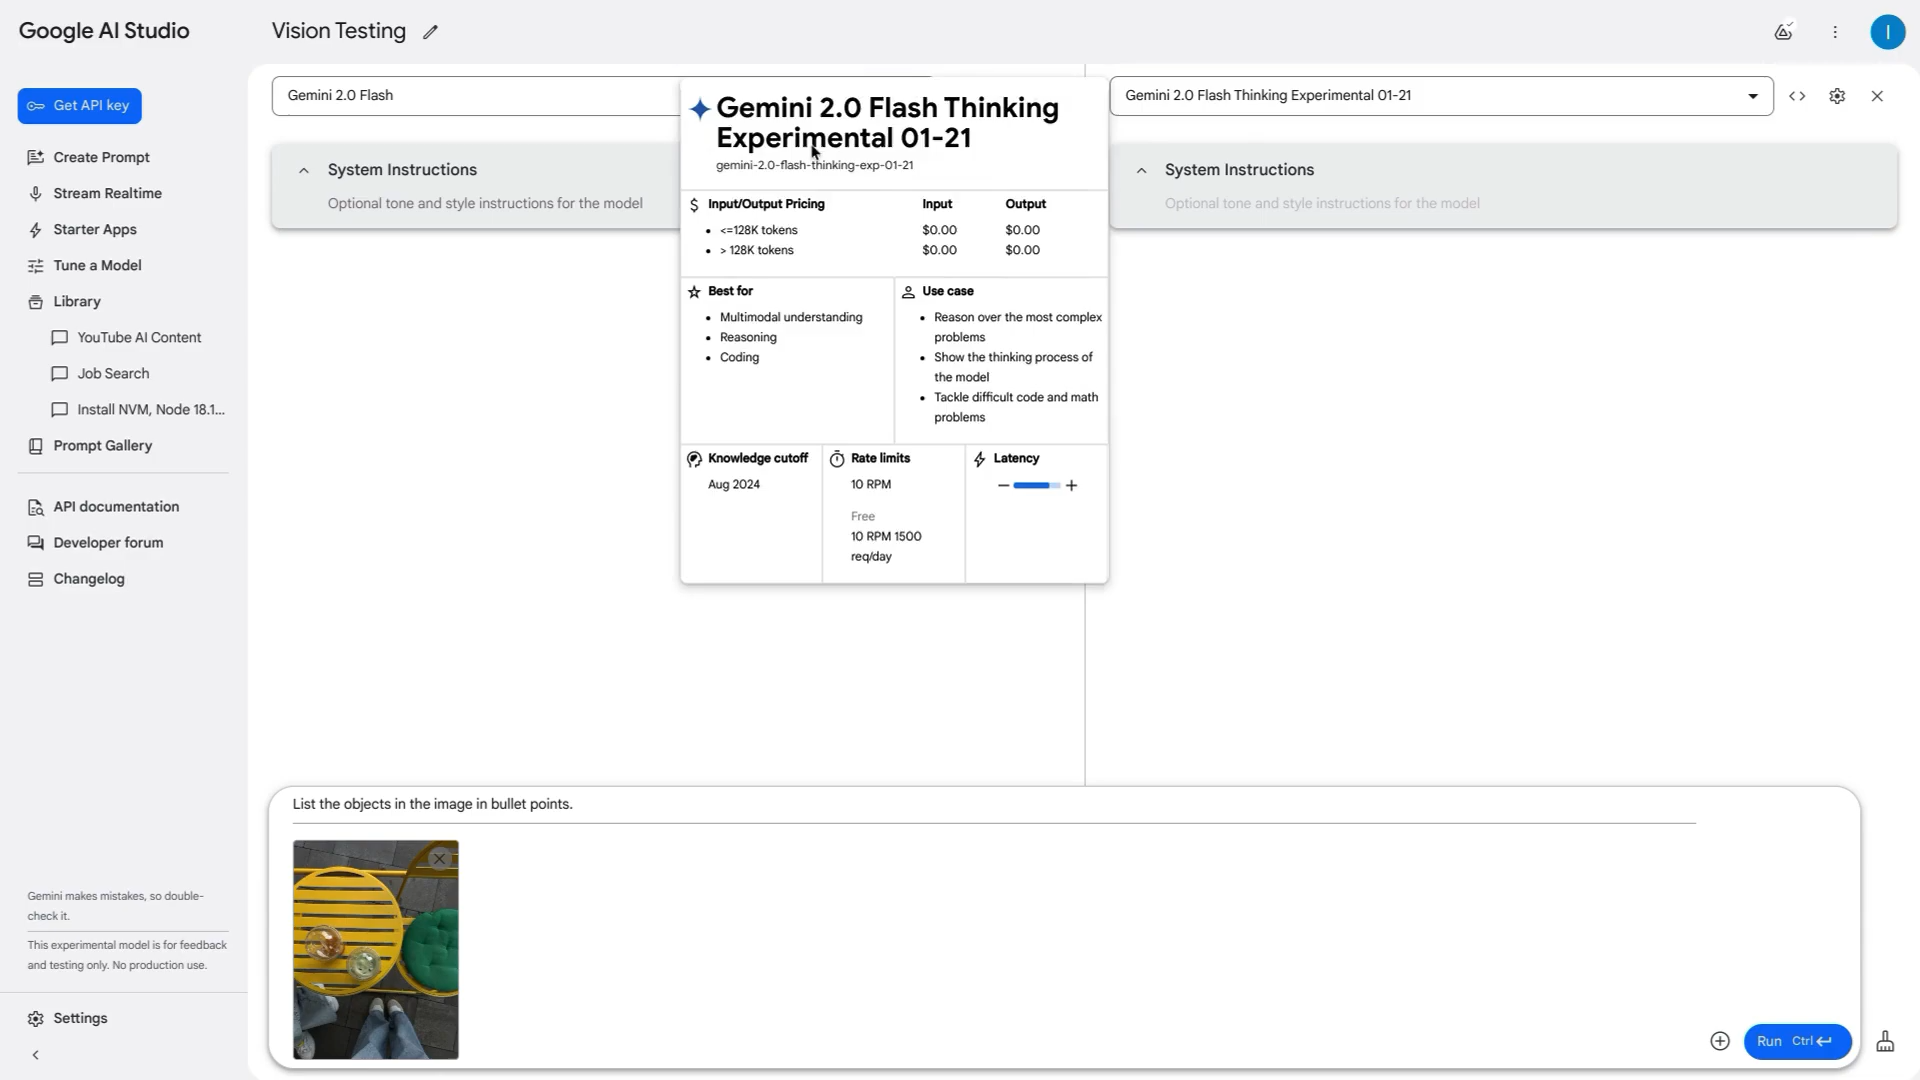 Google AI Studio
Vision Testing
I
Get API key
Create Prompt
Stream Realtime
Starter Apps
Tune a Model
Library
YouTube AI Content
Job Search
Install NVM, Node 18.1...
Prompt Gallery
API documentation
Developer forum
Changelog
Gemini makes mistakes, so double-
check it.
This experimental model is for feedback
and testing only. No production use.
Settings
Gemini 2.0 Flash
System Instructions
Optional tone and style instructions for the model
Gemini 2.0 Flash Thinking
Experimental 01-21
gemini-2.0-flash-thinking-exp-01-21
Input/Output Pricing Input Output
• <=128K tokens $0.00 $0.00
• > 128K tokens $0.00 $0.00
Best for
• Multimodal understanding
• Reasoning
• Coding
Use case
• Reason over the most complex
problems
• Show the thinking process of
the model
• Tackle difficult code and math
problems
Knowledge cutoff
Aug 2024
Rate limits
10 RPM
Free
10 RPM 1500
req/day
Latency
Gemini 2.0 Flash Thinking Experimental 01-21
System Instructions
Optional tone and style instructions for the model
List the objects in the image in bullet points.
Run Ctrl